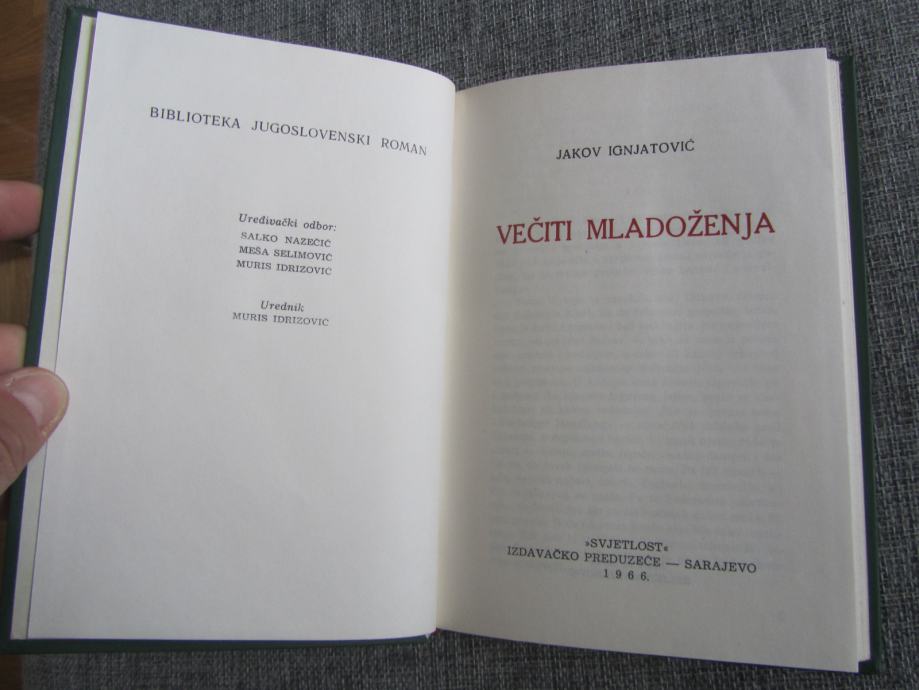 BIBLIOTEKA JUGOSLOVENSKI ROMAN
Uređivački odbor:
SALKO NAZEČIĆ
MEŠA SELIMOVIĆ
MURIS IDRIZOVIĆ
Urednik
MURIS IDRIZOVIĆ
JAKOV IGNJATOVIĆ
VEČITI MLADOŽENJA
»SVJETLOST«
IZDAVAČKO PREDUZEĆE — SARAJEVO
1966.